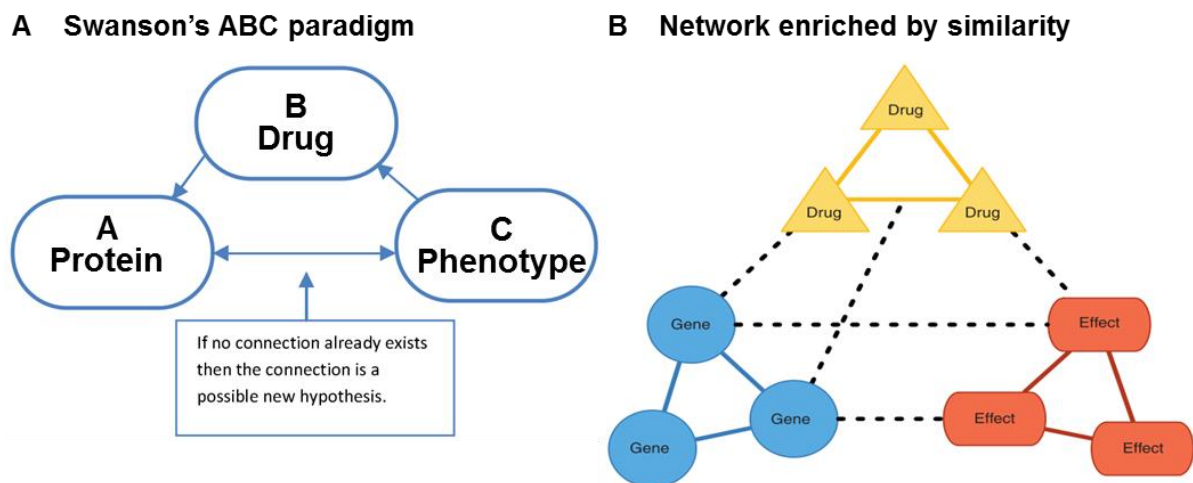 A Swanson's ABC paradigm
B
Drug
A
Protein
C
Phenotype
If no connection already exists
then the connection is a
possible new hypothesis.
B Network enriched by similarity
Drug
Drug
Drug
Gene
Gene
Gene
Effect
Effect
Effect